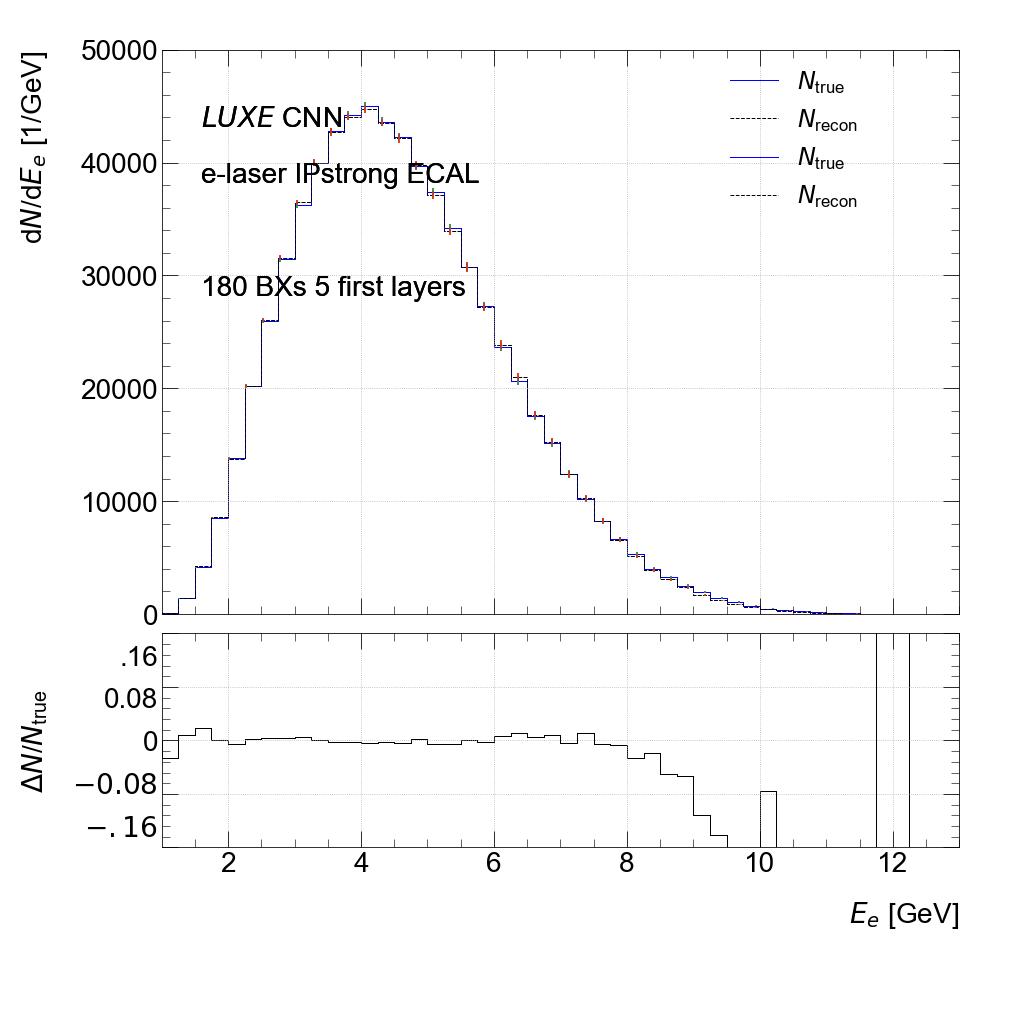 50000
40000
30000
20000
10000
0
dN/dE_e [1/GeV]
LUXE CNN
e-laser IPstrong ECAL
180 BXs 5 first layers
N_true
N_recon
N_true
N_recon
.16
0.08
0
−0.08
−.16
ΔN/N_true
2 4 6 8 10 12
E_e [GeV]